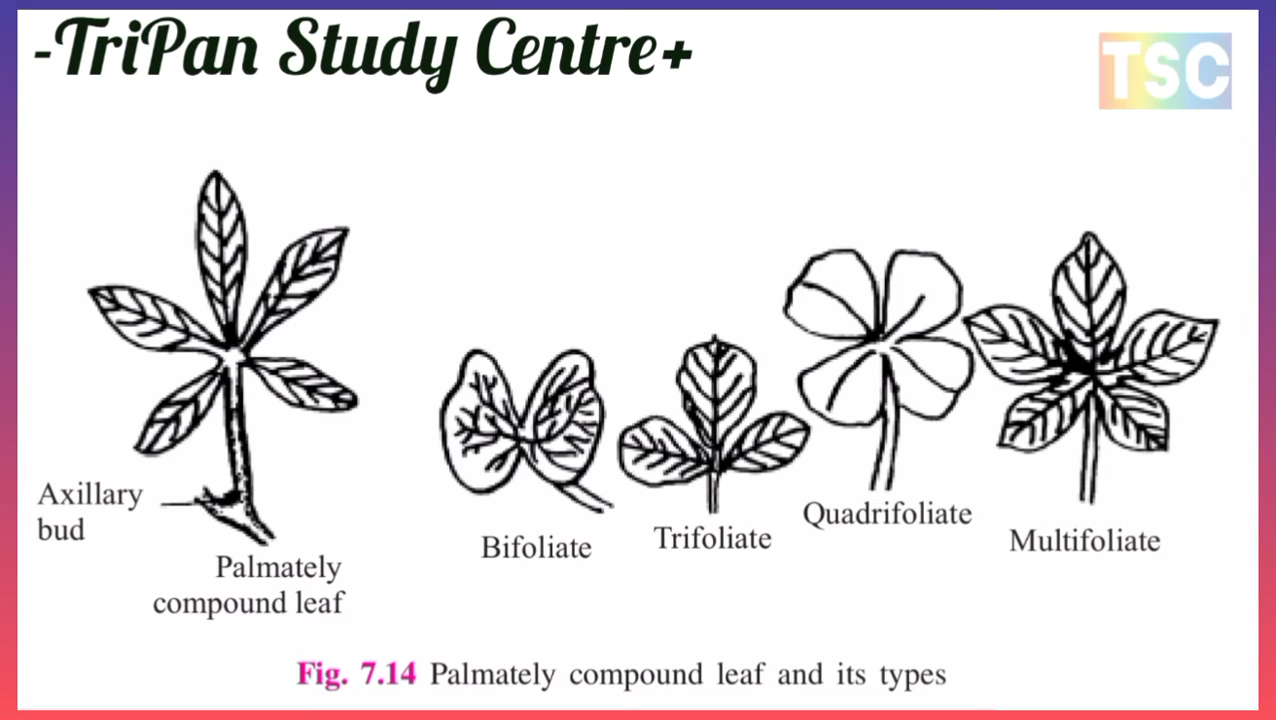 -TriPan Study Centre+
TSC
Axillary
bud
Palmately
compound leaf
Bifoliate
Trifoliate
Quadrifoliate
Multifoliate
Fig. 7.14 Palmately compound leaf and its types